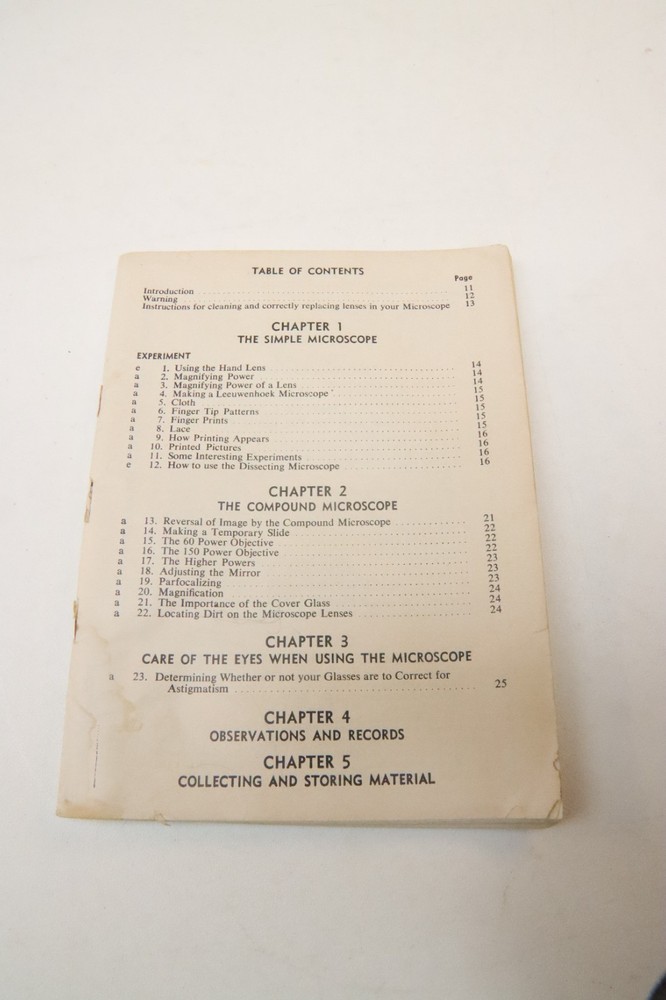 TABLE OF CONTENTS
Page
Introduction 11
Warning 12
Instructions for cleaning and correctly replacing lenses in your Microscope 13
CHAPTER 1
THE SIMPLE MICROSCOPE
EXPERIMENT
e 1. Using the Hand Lens 14
a 2. Magnifying Power 14
a 3. Magnifying Power of a Lens 14
a 4. Making a Leeuwenhoek Microscope 15
a 5. Cloth 15
a 6. Finger Tip Patterns 15
a 7. Finger Prints 15
a 8. Lace 15
a 9. How Printing Appears 16
a 10. Printed Pictures 16
a 11. Some Interesting Experiments 16
e 12. How to use the Dissecting Microscope 16
CHAPTER 2
THE COMPOUND MICROSCOPE
a 13. Reversal of Image by the Compound Microscope 21
a 14. Making a Temporary Slide 22
a 15. The 60 Power Objective 22
a 16. The 150 Power Objective 22
a 17. The Higher Powers 23
a 18. Adjusting the Mirror 23
a 19. Parfocalizing 23
a 20. Magnification 24
a 21. The Importance of the Cover Glass 24
a 22. Locating Dirt on the Microscope Lenses 24
CHAPTER 3
CARE OF THE EYES WHEN USING THE MICROSCOPE
a 23. Determining Whether or not your Glasses are to Correct for
Astigmatism 25
CHAPTER 4
OBSERVATIONS AND RECORDS
CHAPTER 5
COLLECTING AND STORING MATERIAL